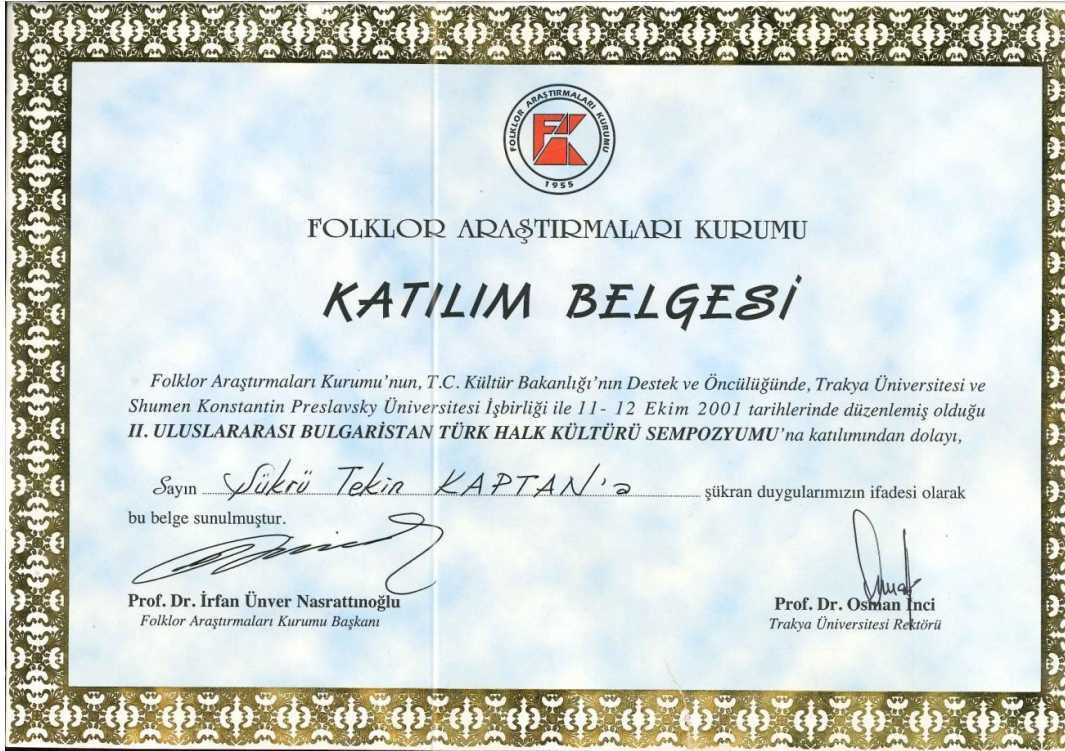 FOLKLOR ARAŞTIRMALARI KURUMU
1955
FOLKLOR ARAŞTIRMALARI KURUMU
KATILIM BELGESİ
Folklor Araştırmaları Kurumu'nun, T.C. Kültür Bakanlığı'nın Destek ve Öncülüğünde, Trakya Üniversitesi ve
Shumen Konstantin Preslavsky Üniversitesi İşbirliği ile 11- 12 Ekim 2001 tarihlerinde düzenlemiş olduğu
II. ULUSLARARASI BULGARİSTAN TÜRK HALK KÜLTÜRÜ SEMPOZYUMU'na katılımından dolayı,
Sayın Şükrü Tekin KAPTAN'a şükran duygularımızın ifadesi olarak
bu belge sunulmuştur.
Prof. Dr. İrfan Ünver Nasrattınoğlu
Folklor Araştırmaları Kurumu Başkanı
Prof. Dr. Osman İnci
Trakya Üniversitesi Rektörü